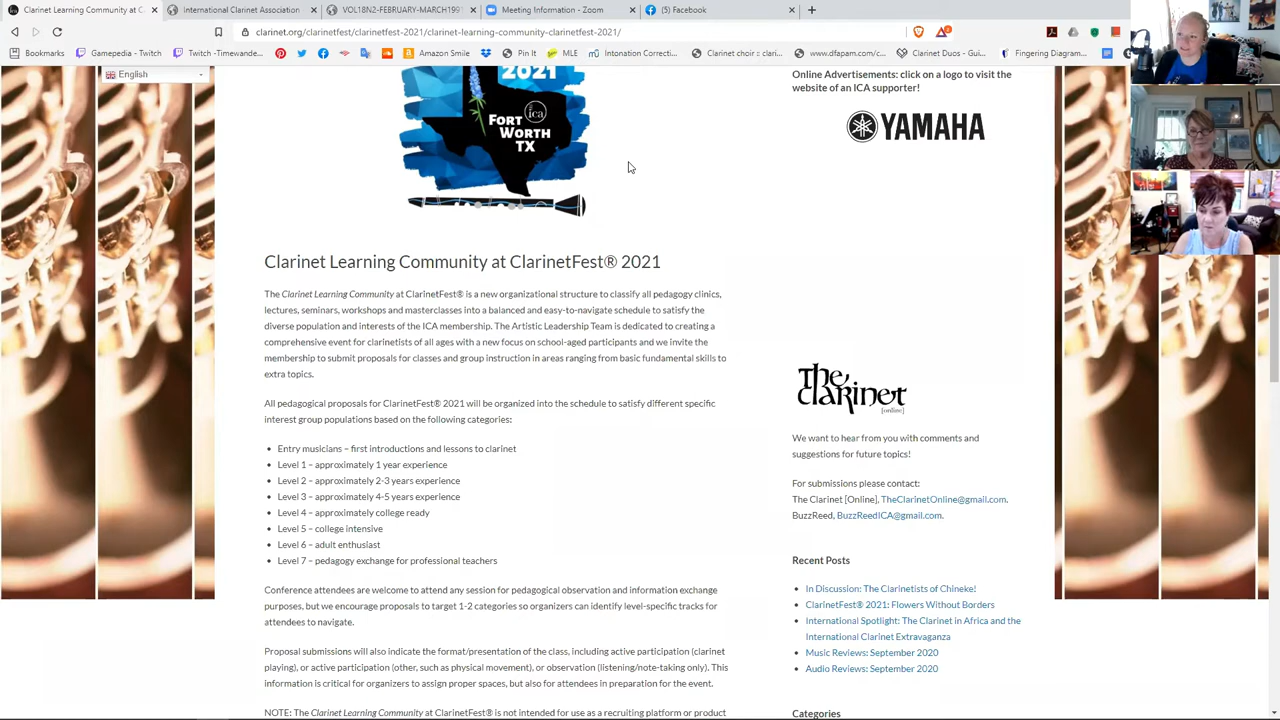 Clarinet Learning Community at C
International Clarinet Association
VOL18N2-FEBRUARY-MARCH1991
Meeting Information - Zoom
(5) Facebook
clarinet.org/clarinetfest/clarinetfest-2021/clarinet-learning-community-clarinetfest-2021/
Bookmarks
Gamepedia - Twitch
Twitch-Timewande...
Pin It
MLE
Amazon Smile
Intonation Correcti...
Clarinet choir :: clari...
www.dfapam.com/c...
Clarinet Duos - Gui...
Fingering Diagram...
English
2021
ica
FORT
WORTH
TX
Clarinet Learning Community at ClarinetFest® 2021
The Clarinet Learning Community at ClarinetFest® is a new organizational structure to classify all pedagogy clinics,
lectures, seminars, workshops and masterclasses into a balanced and easy-to-navigate schedule to satisfy the
diverse population and interests of the ICA membership. The Artistic Leadership Team is dedicated to creating a
comprehensive event for clarinetists of all ages with a new focus on school-aged participants and we invite the
membership to submit proposals for classes and group instruction in areas ranging from basic fundamental skills to
extra topics.
All pedagogical proposals for ClarinetFest® 2021 will be organized into the schedule to satisfy different specific
interest group populations based on the following categories:
• Entry musicians – first introductions and lessons to clarinet
• Level 1 – approximately 1 year experience
• Level 2 – approximately 2-3 years experience
• Level 3 – approximately 4-5 years experience
• Level 4 – approximately college ready
• Level 5 – college intensive
• Level 6 – adult enthusiast
• Level 7 – pedagogy exchange for professional teachers
Conference attendees are welcome to attend any session for pedagogical observation and information exchange
purposes, but we encourage proposals to target 1-2 categories so organizers can identify level-specific tracks for
attendees to navigate.
Proposal submissions will also indicate the format/presentation of the class, including active participation (clarinet
playing), or active participation (other, such as physical movement), or observation (listening/note-taking only). This
information is critical for organizers to assign proper spaces, but also for attendees in preparation for the event.
NOTE: The Clarinet Learning Community at ClarinetFest® is not intended for use as a recruiting platform or product
Online Advertisements: click on a logo to visit the
website of an ICA supporter!
YAMAHA
the
clarinet
[online]
We want to hear from you with comments and
suggestions for future topics!
For submissions please contact:
The Clarinet [Online], TheClarinetOnline@gmail.com.
BuzzReed, BuzzReedICA@gmail.com.
Recent Posts
• In Discussion: The Clarinetists of Chineke!
• ClarinetFest® 2021: Flowers Without Borders
• International Spotlight: The Clarinet in Africa and the
International Clarinet Extravaganza
• Music Reviews: September 2020
• Audio Reviews: September 2020
Categories